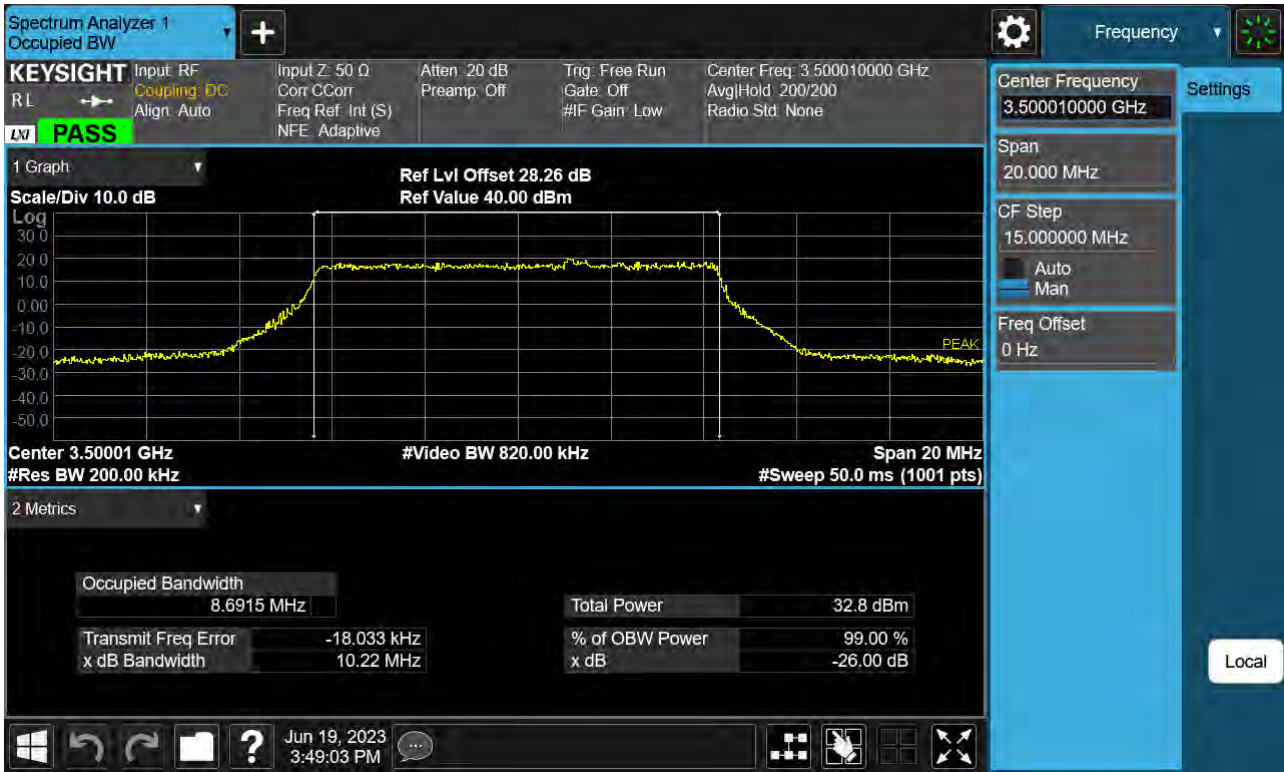 Spectrum Analyzer 1
Occupied BW
+
Frequency
KEYSIGHT Input: RF Input Z: 50 Ω Atten: 20 dB Trig: Free Run Center Freq: 3.500010000 GHz
RL Coupling: DC Corr CCorr Preamp: Off Gate: Off Avg|Hold: 200/200
Align: Auto Freq Ref: Int (S) #IF Gain: Low Radio Std: None
LXI PASS NFE: Adaptive
Center Frequency
3.500010000 GHz
Settings
Span
20.000 MHz
CF Step
15.000000 MHz
Auto
Man
Freq Offset
0 Hz
1 Graph
Ref Lvl Offset 28.26 dB
Scale/Div 10.0 dB Ref Value 40.00 dBm
Log
30.0
20.0
10.0
0.00
-10.0
-20.0
PEAK
-30.0
-40.0
-50.0
Center 3.50001 GHz #Video BW 820.00 kHz Span 20 MHz
#Res BW 200.00 kHz #Sweep 50.0 ms (1001 pts)
2 Metrics
Occupied Bandwidth
8.6915 MHz
Total Power 32.8 dBm
Transmit Freq Error -18.033 kHz % of OBW Power 99.00 %
x dB Bandwidth 10.22 MHz x dB -26.00 dB
Local
?
Jun 19, 2023
3:49:03 PM